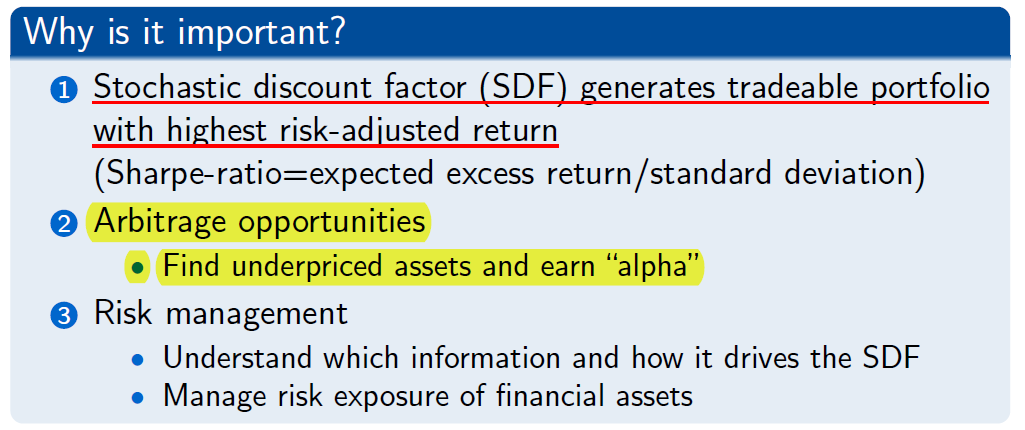 Why is it important?
1 Stochastic discount factor (SDF) generates tradeable portfolio
with highest risk-adjusted return
(Sharpe-ratio=expected excess return/standard deviation)
2 Arbitrage opportunities
• Find underpriced assets and earn “alpha”
3 Risk management
• Understand which information and how it drives the SDF
• Manage risk exposure of financial assets